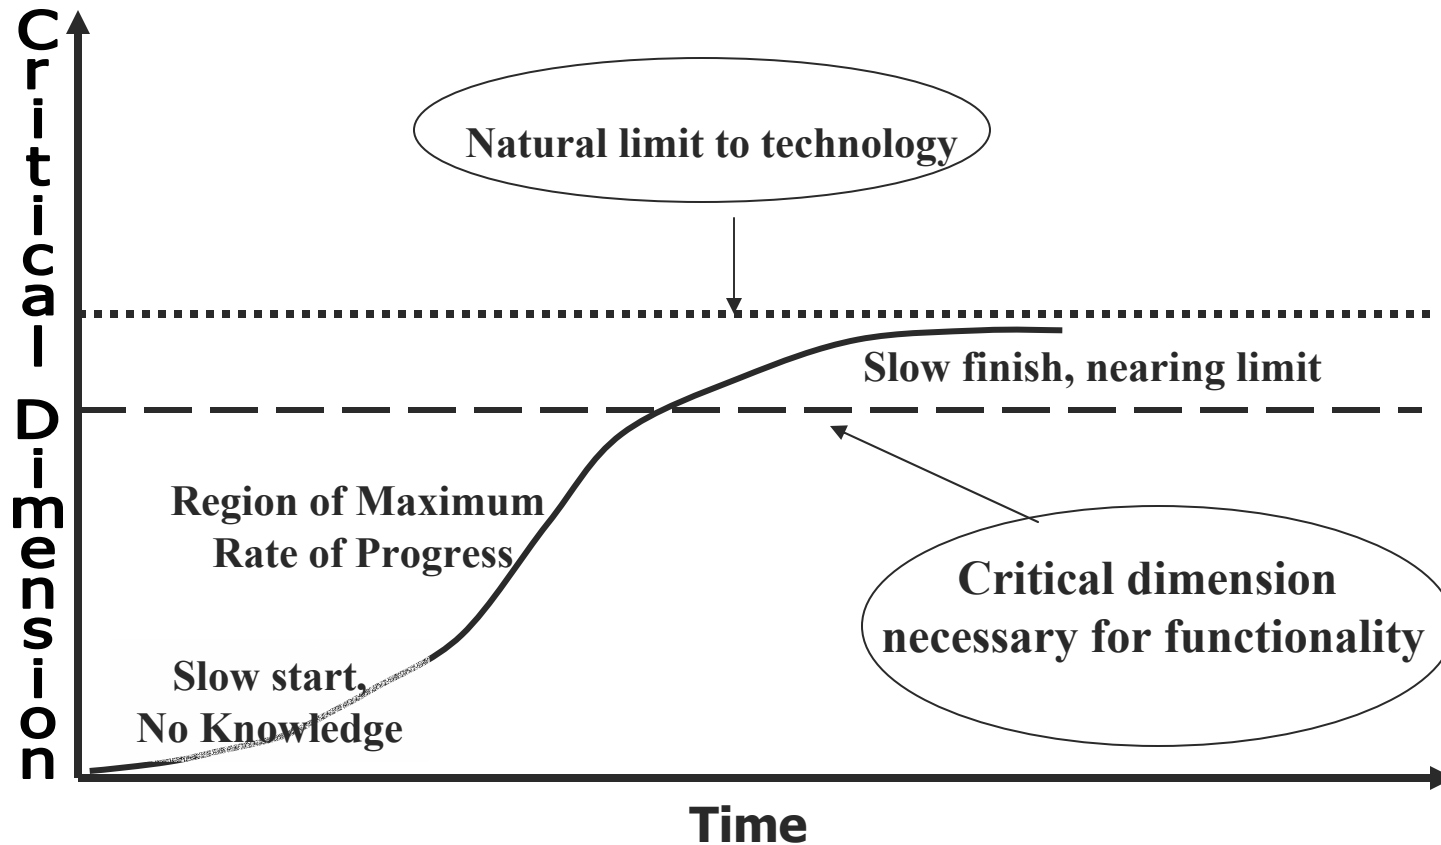 Critical Dimension
Natural limit to technology
Slow finish, nearing limit
Region of Maximum
Rate of Progress
Critical dimension
necessary for functionality
Slow start,
No Knowledge
Time